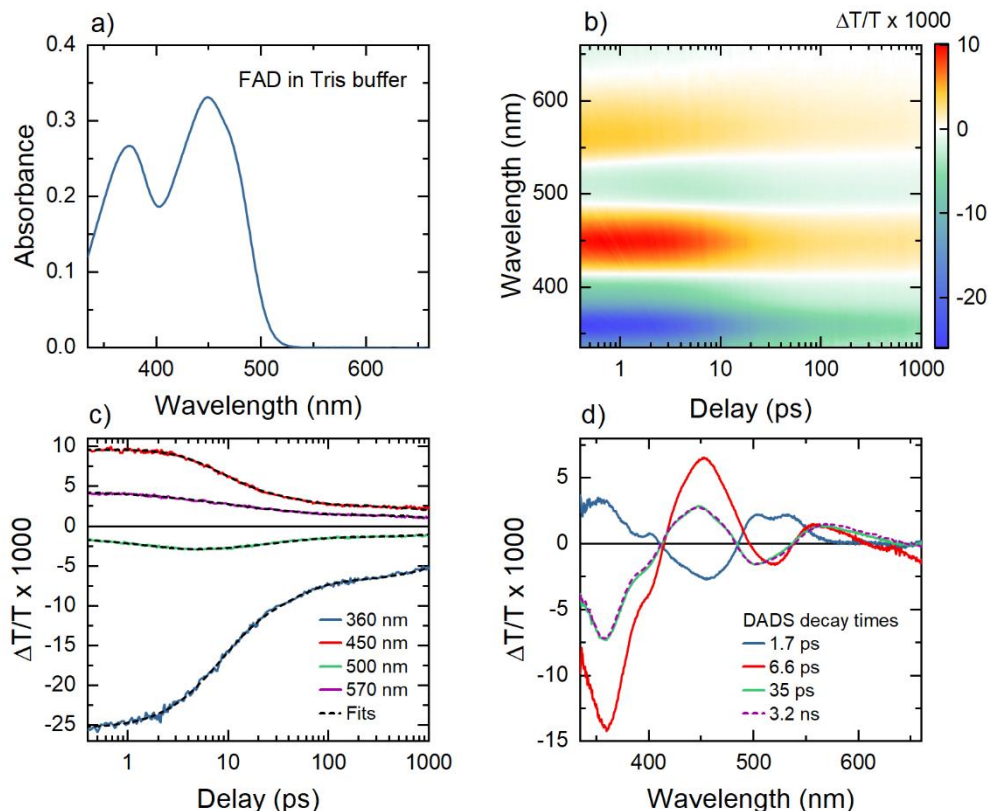 a)
FAD in Tris buffer
0.4
0.3
0.2
0.1
0.0
Absorbance
400
500
600
Wavelength (nm)
b)
ΔT/T x 1000
600
500
400
Wavelength (nm)
1
10
100
1000
Delay (ps)
10
0
-10
-20
c)
10
5
0
-5
-10
-15
-20
-25
ΔT/T x 1000
360 nm
450 nm
500 nm
570 nm
Fits
1
10
100
1000
Delay (ps)
d)
5
0
-5
-10
-15
ΔT/T x 1000
DADS decay times
1.7 ps
6.6 ps
35 ps
3.2 ns
400
500
600
Wavelength (nm)